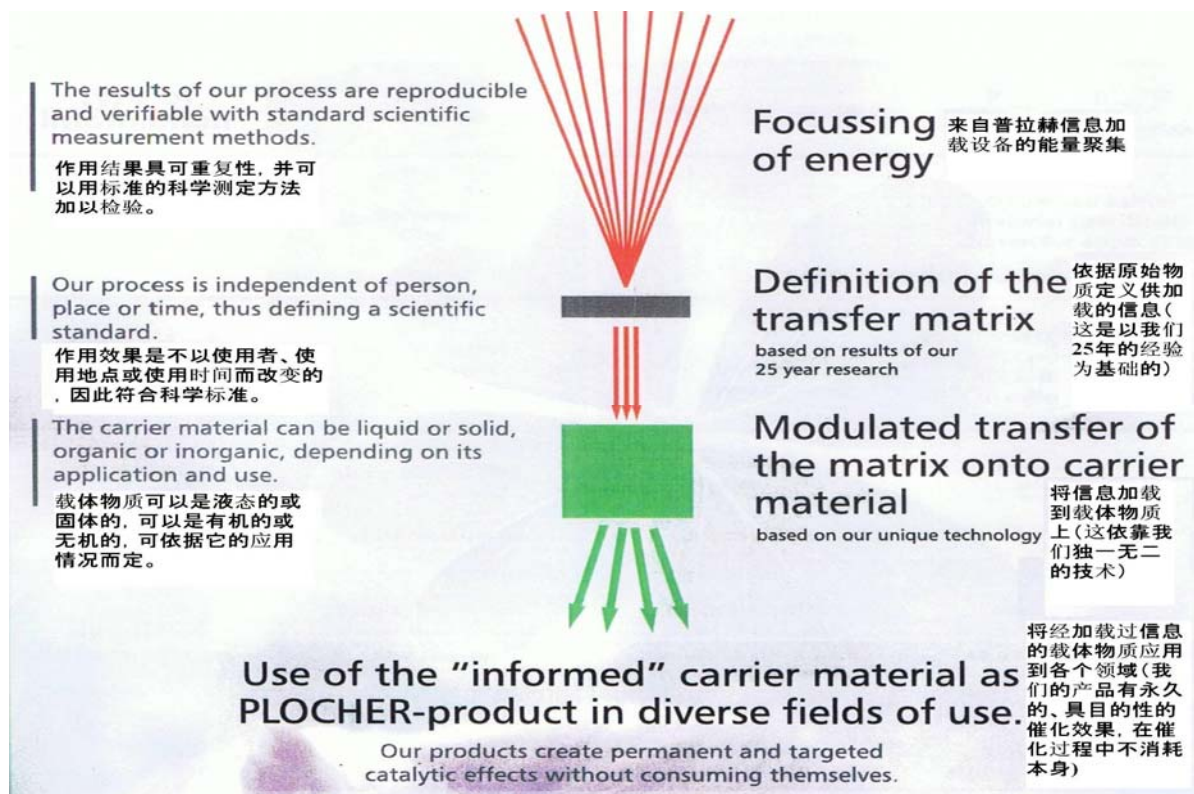 The results of our process are reproducible
and verifiable with standard scientific
measurement methods.
作用结果具可重复性, 并可
以用标准的科学测定方法
加以检验。
Focussing
of energy
来自普拉赫信息加
载设备的能量聚集
Our process is independent of person,
place or time, thus defining a scientific
standard.
作用效果是不以使用者、使
用地点或使用时间而改变的
, 因此符合科学标准。
Definition of the
transfer matrix
based on results of our
25 year research
依据原始物
质定义供加
载的信息(
这是以我们
25年的经验
为基础的)
The carrier material can be liquid or solid,
organic or inorganic, depending on its
application and use.
载体物质可以是液态的或
固体的, 可以是有机的或
无机的, 可依据它的应用
情况而定。
Modulated transfer of
the matrix onto carrier
material
based on our unique technology
将信息加载
到载体物质
上(这依靠我
们独一无二
的技术)
Use of the “informed” carrier material as
PLOCHER-product in diverse fields of use.
Our products create permanent and targeted
catalytic effects without consuming themselves.
将经加载过信息
的载体物质应用
到各个领域(我
们的产品有永久
的、具目的性的
催化效果, 在催
化过程中不消耗
本身)